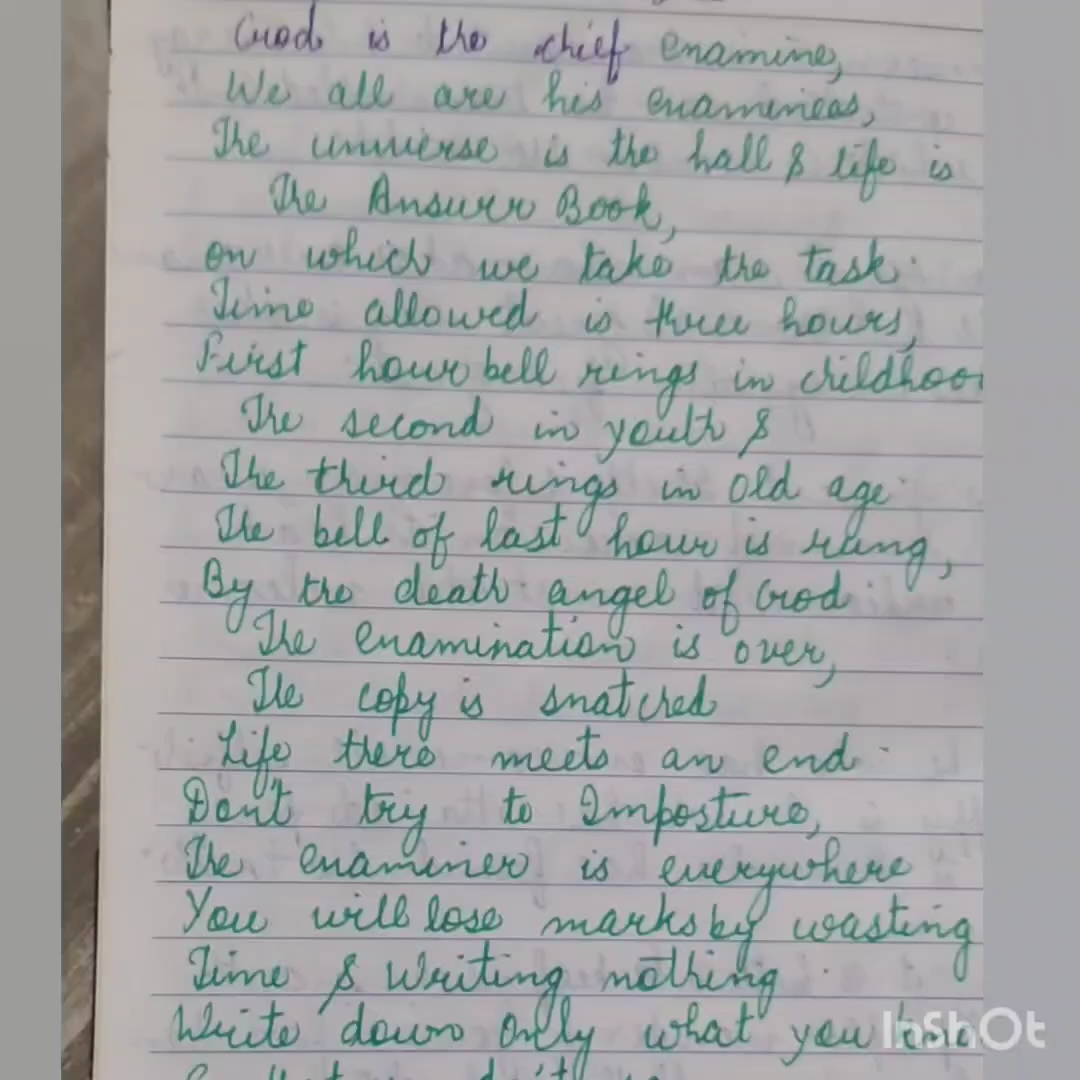 God is the chief examine,
We all are his examinees,
The universe is the hall & life is
The Answer Book,
on which we take the task.
Time allowed is three hours,
First hour bell rings in childhoo
The second in youth &
The third rings in old age.
The bell of last hour is rung,
By the death angel of God
The examination is over,
The copy is snatched
Life there meets an end.
Don't try to Imposture,
The examiner is everywhere
You will lose marks by wasting
Time & writing nothing.
Write down only what you kno
InShOt